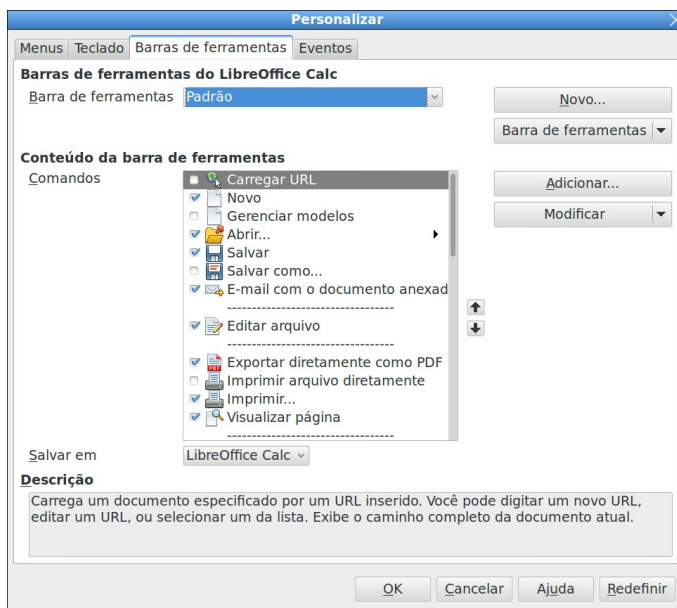 Personalizar
Menus Teclado Barras de ferramentas Eventos
Barras de ferramentas do LibreOffice Calc
Barra de ferramentas Padrão Novo...
Barra de ferramentas
Conteúdo da barra de ferramentas
Comandos Carregar URL Adicionar...
Novo
Gerenciar modelos Modificar
Abrir...
Salvar
Salvar como...
E-mail com o documento anexad
----------------------------------
Editar arquivo
----------------------------------
Exportar diretamente como PDF
Imprimir arquivo diretamente
Imprimir...
Visualizar página
----------------------------------
Salvar em LibreOffice Calc
Descrição
Carrega um documento especificado por um URL inserido. Você pode digitar um novo URL,
editar um URL, ou selecionar um da lista. Exibe o caminho completo da documento atual.
OK Cancelar Ajuda Redefinir